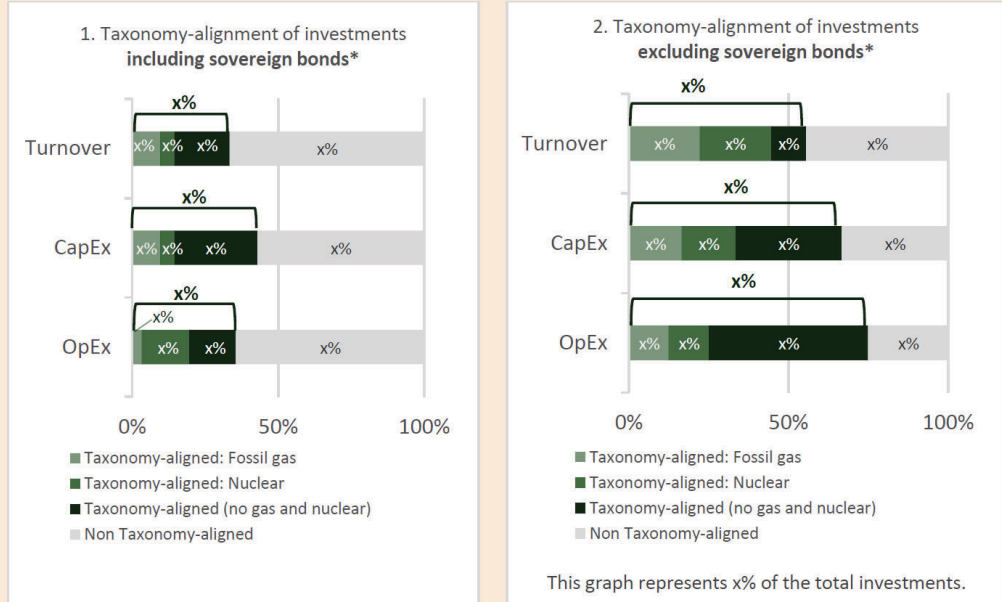 1. Taxonomy-alignment of investments
including sovereign bonds*
x%
Turnover
x% x% x% x%
x%
CapEx
x% x% x% x%
x%
x%
OpEx
x% x% x%
0% 50% 100%
Taxonomy-aligned: Fossil gas
Taxonomy-aligned: Nuclear
Taxonomy-aligned (no gas and nuclear)
Non Taxonomy-aligned
2. Taxonomy-alignment of investments
excluding sovereign bonds*
x%
Turnover
x% x% x% x%
x%
CapEx
x% x% x% x%
x%
OpEx
x% x% x% x%
0% 50% 100%
Taxonomy-aligned: Fossil gas
Taxonomy-aligned: Nuclear
Taxonomy-aligned (no gas and nuclear)
Non Taxonomy-aligned
This graph represents x% of the total investments.